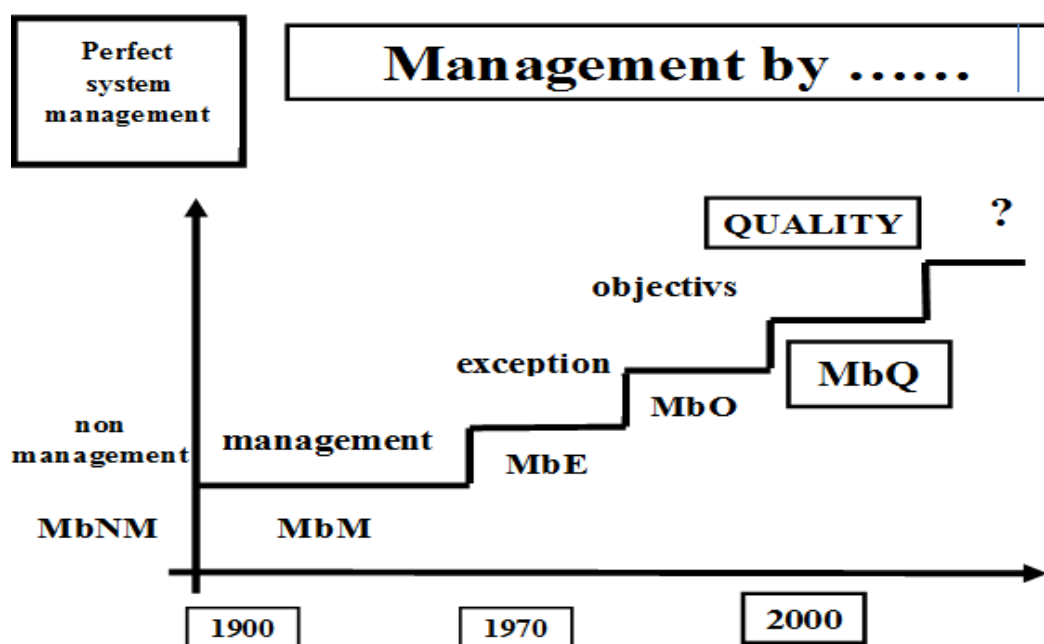 Perfect
system
management
Management by ......
QUALITY
?
objectivs
exception
MbQ
MbO
non
management
management
MbE
MbNM
MbM
1900
1970
2000